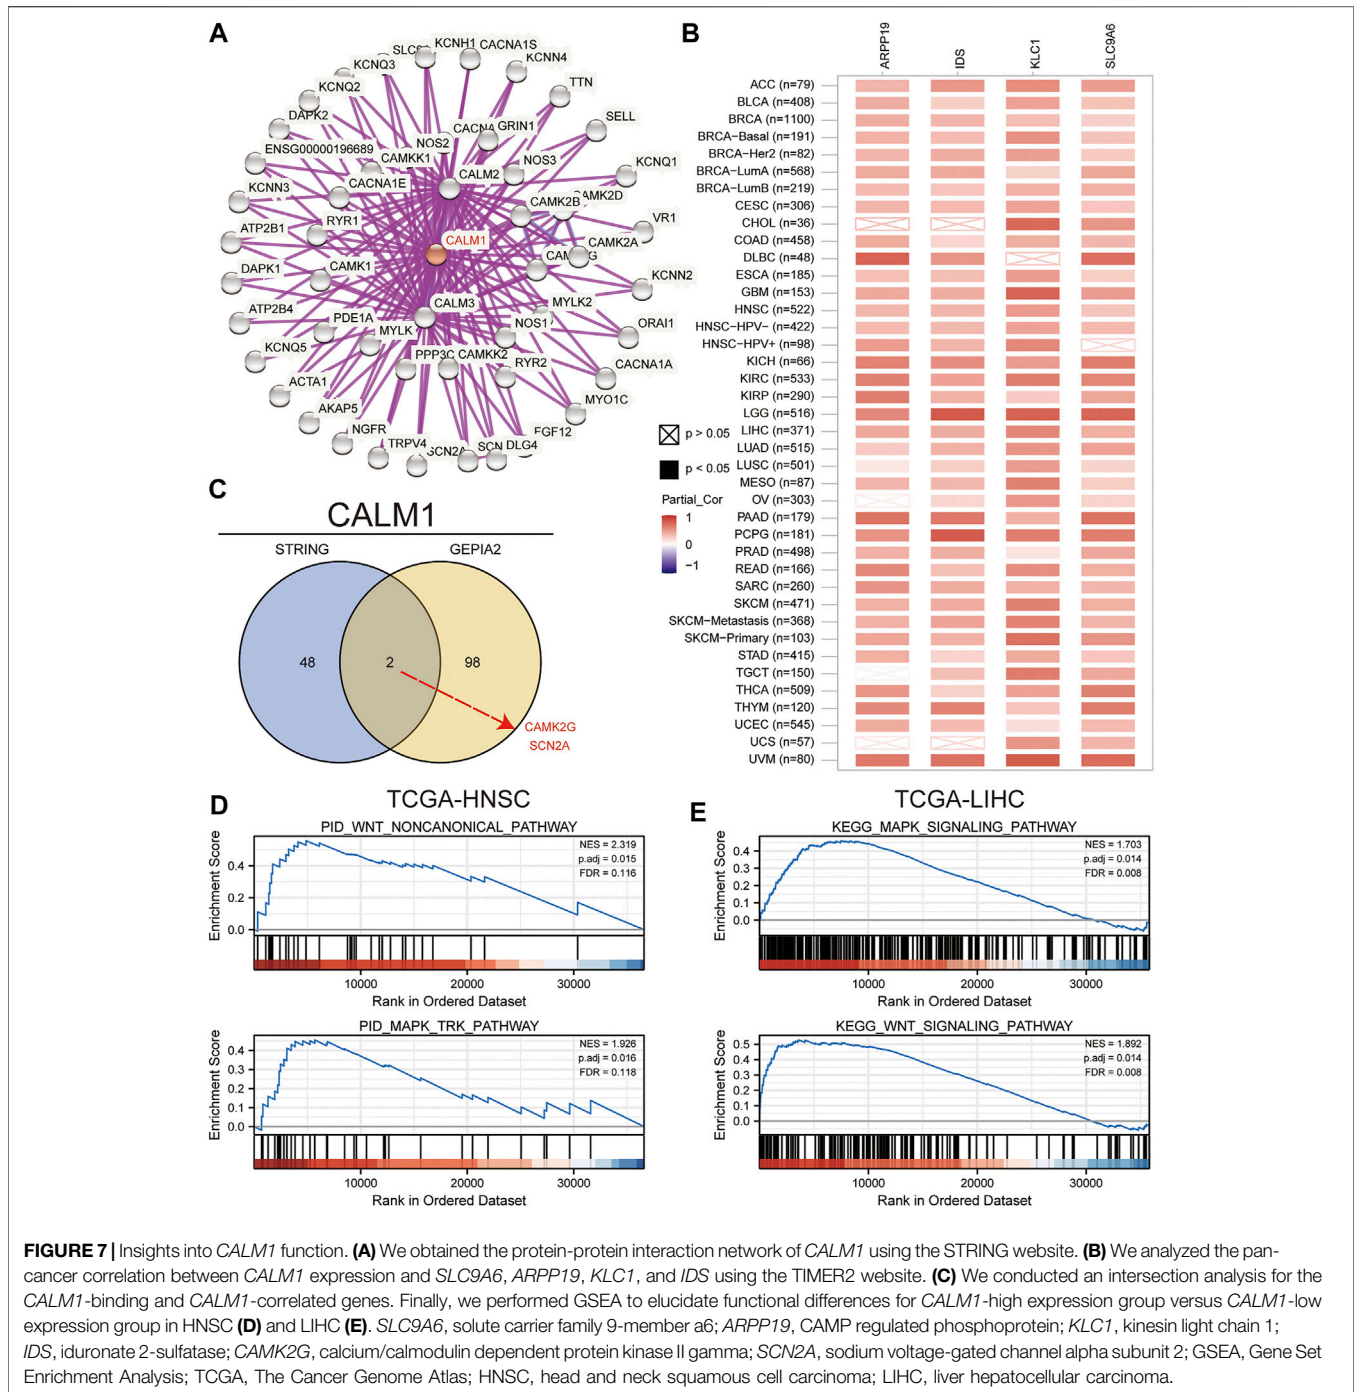 A
SLC9
KCNH1
CACNA1S
KCNQ3
KCNN4
KCNQ2
TTN
DAPK2
NOS2
CACNA
GRIN1
SELL
ENSG00000196689
CAMKK1
NOS3
KCNQ1
KCNN3
CACNA1E
CALM2
CAMK2B
AMK2D
RYR1
VR1
ATP2B1
CALM1
CAMK2A
CAM
G
DAPK1
CAMK1
KCNN2
CALM3
MYLK2
ATP2B4
PDE1A
NOS1
ORAI1
MYLK
KCNQ5
PPP3C
CAMKK2
RYR2
CACNA1A
ACTA1
MYO1C
AKAP5
FGF12
NGFR
TRPV4
SCN2A
SCN
DLG4
B
ARPP19
IDS
KLC1
SLC9A6
ACC (n=79)
BLCA (n=408)
BRCA (n=1100)
BRCA−Basal (n=191)
BRCA−Her2 (n=82)
BRCA−LumA (n=568)
BRCA−LumB (n=219)
CESC (n=306)
CHOL (n=36)
COAD (n=458)
DLBC (n=48)
ESCA (n=185)
GBM (n=153)
HNSC (n=522)
HNSC−HPV− (n=422)
HNSC−HPV+ (n=98)
KICH (n=66)
KIRC (n=533)
KIRP (n=290)
LGG (n=516)
LIHC (n=371)
LUAD (n=515)
LUSC (n=501)
MESO (n=87)
OV (n=303)
PAAD (n=179)
PCPG (n=181)
PRAD (n=498)
READ (n=166)
SARC (n=260)
SKCM (n=471)
SKCM−Metastasis (n=368)
SKCM−Primary (n=103)
STAD (n=415)
TGCT (n=150)
THCA (n=509)
THYM (n=120)
UCEC (n=545)
UCS (n=57)
UVM (n=80)
p > 0.05
p < 0.05
Partial_Cor
1
0
−1
C
CALM1
STRING
GEPIA2
48
2
98
CAMK2G
SCN2A
D
TCGA-HNSC
PID_WNT_NONCANONICAL_PATHWAY
NES = 2.319
p.adj = 0.015
FDR = 0.116
Enrichment Score
0.4
0.2
0.0
10000 20000 30000
Rank in Ordered Dataset
PID_MAPK_TRK_PATHWAY
NES = 1.926
p.adj = 0.016
FDR = 0.118
Enrichment Score
0.4
0.3
0.2
0.1
0.0
10000 20000 30000
Rank in Ordered Dataset
E
TCGA-LIHC
KEGG_MAPK_SIGNALING_PATHWAY
NES = 1.703
p.adj = 0.014
FDR = 0.008
Enrichment Score
0.4
0.3
0.2
0.1
0.0
10000 20000 30000
Rank in Ordered Dataset
KEGG_WNT_SIGNALING_PATHWAY
NES = 1.892
p.adj = 0.014
FDR = 0.008
Enrichment Score
0.5
0.4
0.3
0.2
0.1
0.0
10000 20000 30000
Rank in Ordered Dataset
FIGURE 7 | Insights into CALM1 function. (A) We obtained the protein-protein interaction network of CALM1 using the STRING website. (B) We analyzed the pan-
cancer correlation between CALM1 expression and SLC9A6, ARPP19, KLC1, and IDS using the TIMER2 website. (C) We conducted an intersection analysis for the
CALM1-binding and CALM1-correlated genes. Finally, we performed GSEA to elucidate functional differences for CALM1-high expression group versus CALM1-low
expression group in HNSC (D) and LIHC (E). SLC9A6, solute carrier family 9-member a6; ARPP19, CAMP regulated phosphoprotein; KLC1, kinesin light chain 1;
IDS, iduronate 2-sulfatase; CAMK2G, calcium/calmodulin dependent protein kinase II gamma; SCN2A, sodium voltage-gated channel alpha subunit 2; GSEA, Gene Set
Enrichment Analysis; TCGA, The Cancer Genome Atlas; HNSC, head and neck squamous cell carcinoma; LIHC, liver hepatocellular carcinoma.